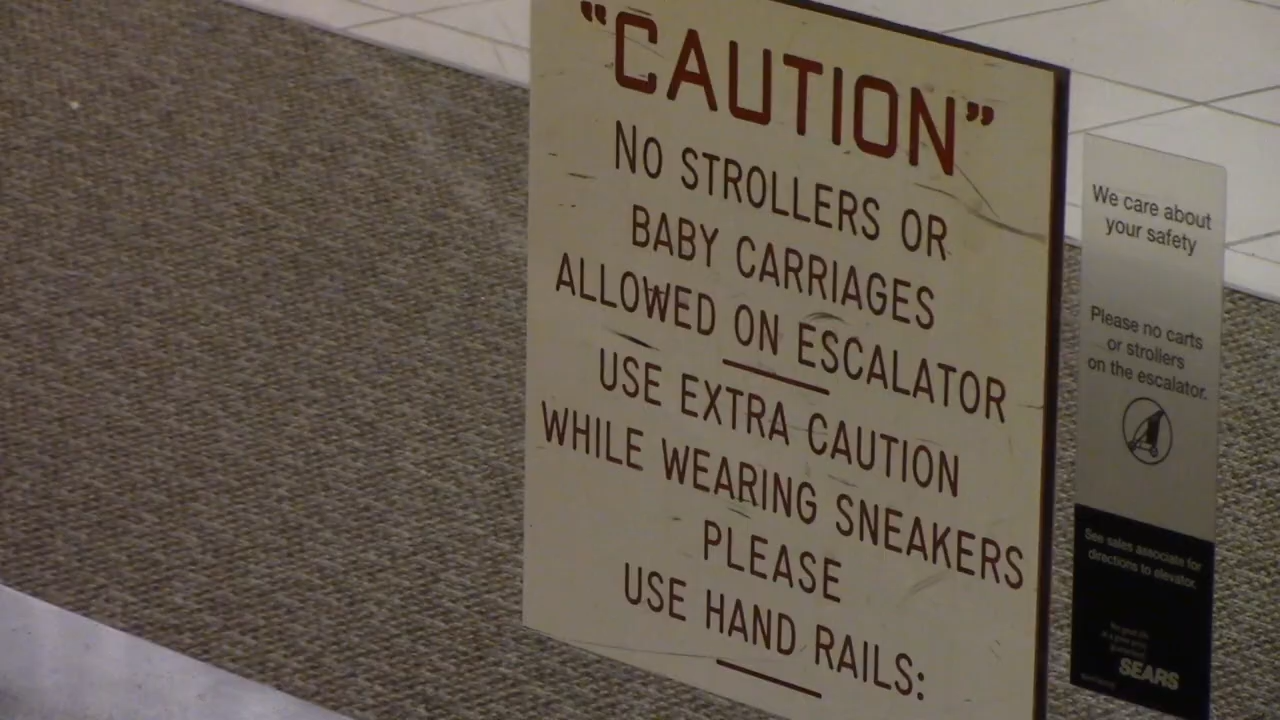 “CAUTION”
NO STROLLERS OR
BABY CARRIAGES
ALLOWED ON ESCALATOR
USE EXTRA CAUTION
WHILE WEARING SNEAKERS
PLEASE
USE HAND RAILS:
We care about
your safety
Please no carts
or strollers
on the escalator.
See sales associate for
directions to elevator.
SEARS